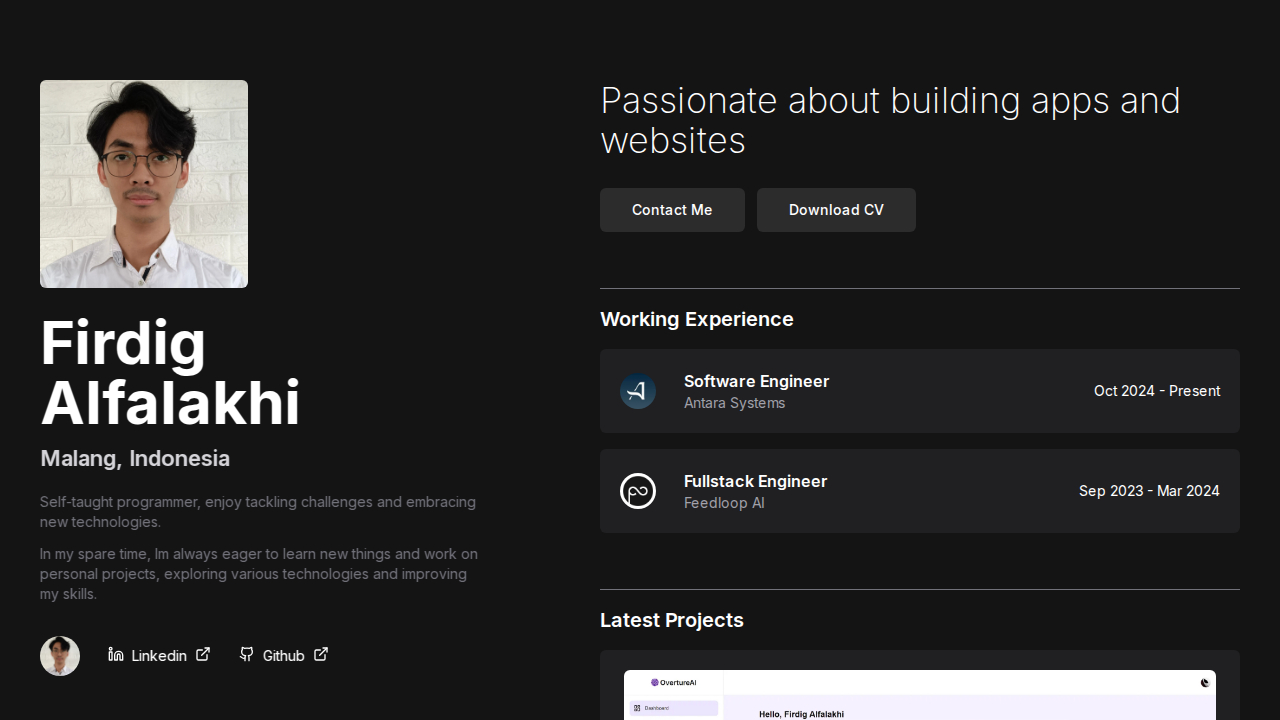 Firdig
Alfalakhi
Malang, Indonesia
Self-taught programmer, enjoy tackling challenges and embracing
new technologies.
In my spare time, Im always eager to learn new things and work on
personal projects, exploring various technologies and improving
my skills.
Linkedin
Github
Passionate about building apps and
websites
Contact Me
Download CV
Working Experience
Software Engineer
Antara Systems
Oct 2024 - Present
Fullstack Engineer
Feedloop AI
Sep 2023 - Mar 2024
Latest Projects
OvertureAI
Dashboard
Hello, Firdig Alfalakhi